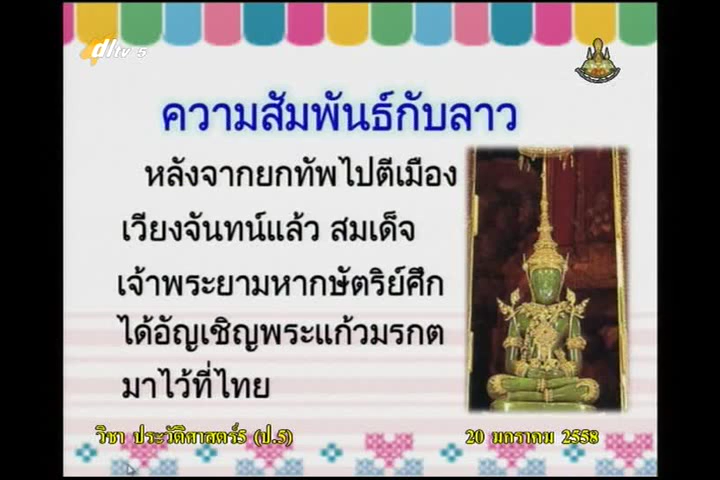 dltv 5
ความสัมพันธ์กับลาว
หลังจากยกทัพไปตีเมือง
เวียงจันทน์แล้ว สมเด็จ
เจ้าพระยามหากษัตริย์ศึก
ได้อัญเชิญพระแก้วมรกต
มาไว้ที่ไทย
วิชา ประวัติศาสตร์5 (ป.5)
20 มกราคม 2558